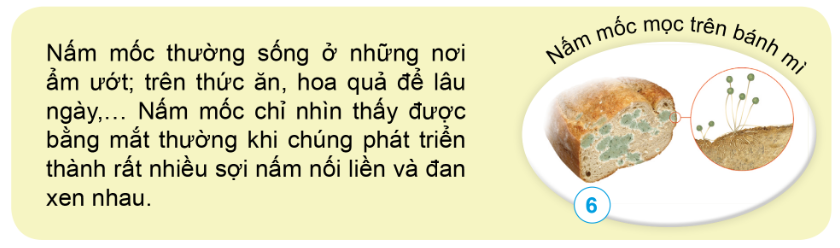 Nấm mốc thường sống ở những nơi
ẩm ướt; trên thức ăn, hoa quả để lâu
ngày,... Nấm mốc chỉ nhìn thấy được
bằng mắt thường khi chúng phát triển
thành rất nhiều sợi nấm nối liền và đan
xen nhau.
Nấm mốc mọc trên bánh mì
6